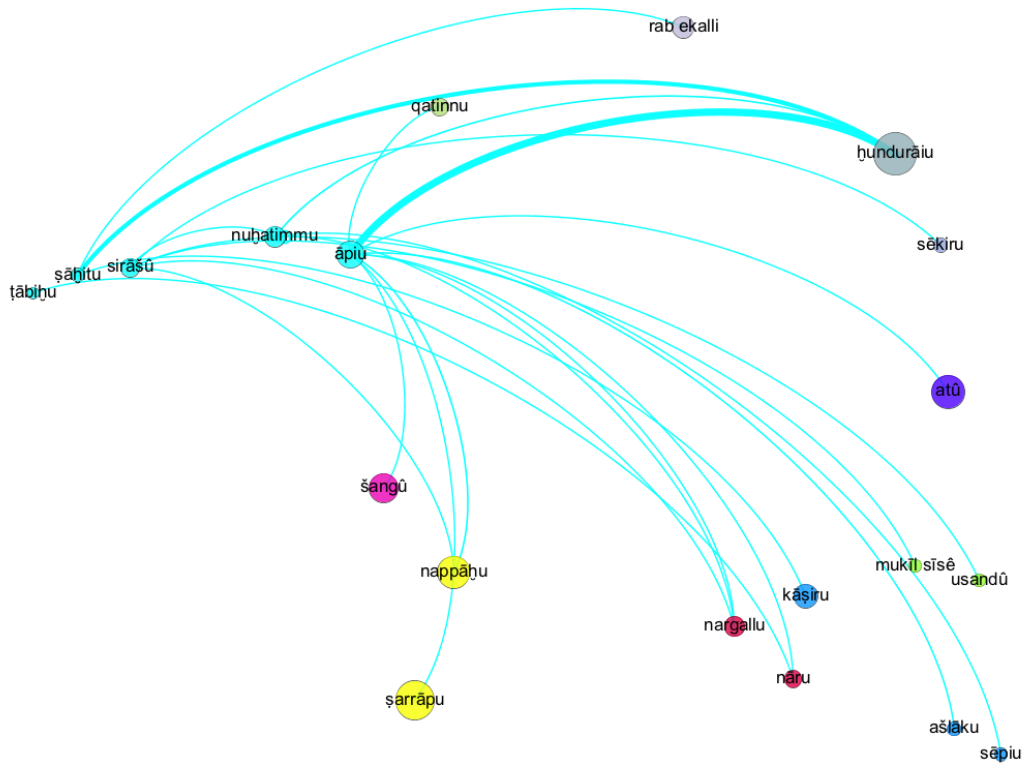 rab ekalli
qatinnu
ḫundurāiu
nuḫatimmu
āpiu
sēkiru
ṣāḫitu
sirāšû
ṭābiḫu
atû
šangû
nappāḫu
mukīl sīsê
usandû
kāṣiru
nargallu
nāru
ṣarrāpu
ašlāku
sēpiu